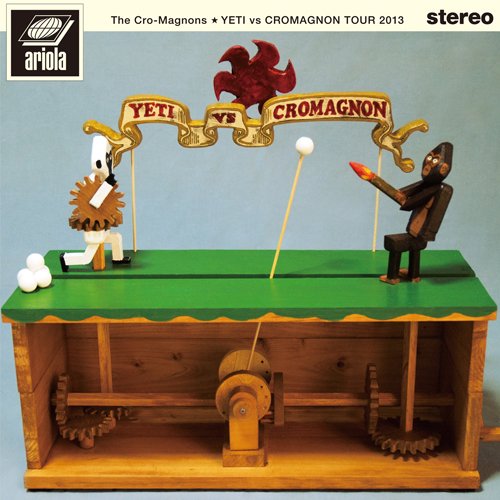 The Cro-Magnons ★ YETI vs CROMAGNON TOUR 2013
stereo
ariola
YETI VS CROMAGNON